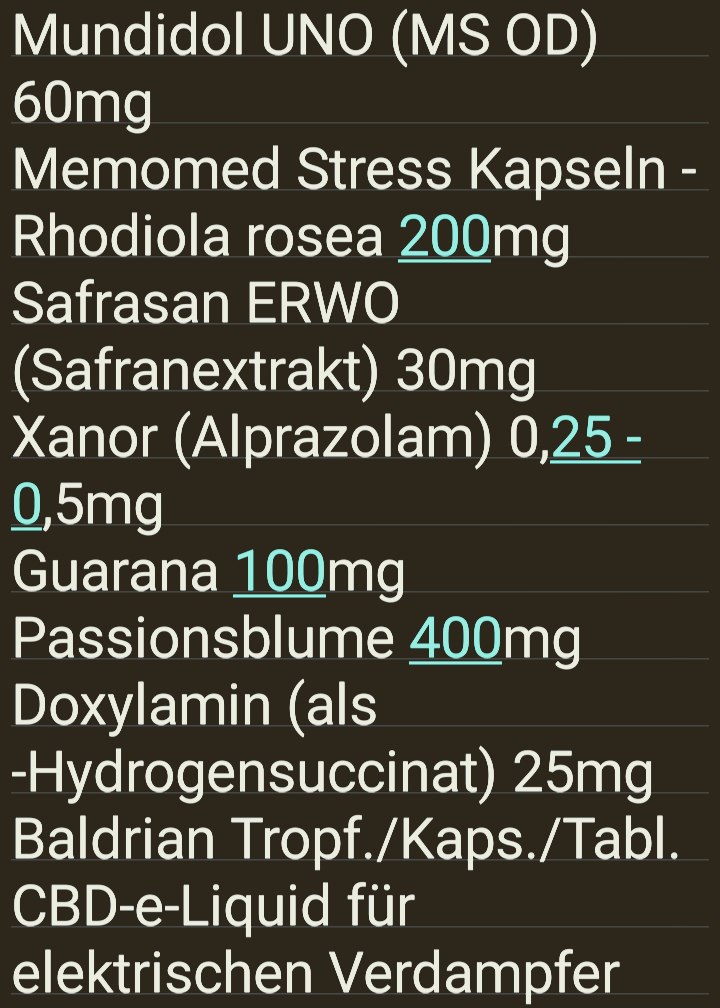 Mundidol UNO (MS OD)
60mg
Memomed Stress Kapseln -
Rhodiola rosea 200mg
Safrasan ERWO
(Safranextrakt) 30mg
Xanor (Alprazolam) 0,25 -
0,5mg
Guarana 100mg
Passionsblume 400mg
Doxylamin (als
-Hydrogensuccinat) 25mg
Baldrian Tropf./Kaps./Tabl.
CBD-e-Liquid für
elektrischen Verdampfer